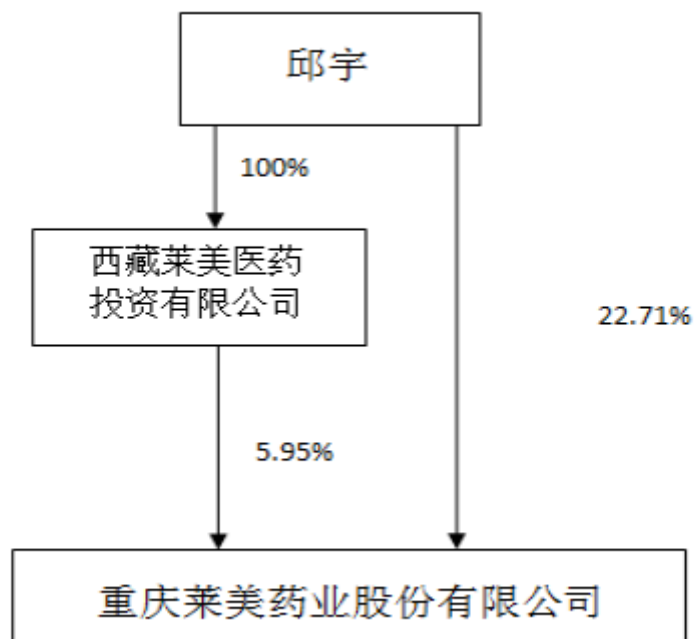 邱宇
100%
西藏莱美医药
投资有限公司
22.71%
5.95%
重庆莱美药业股份有限公司